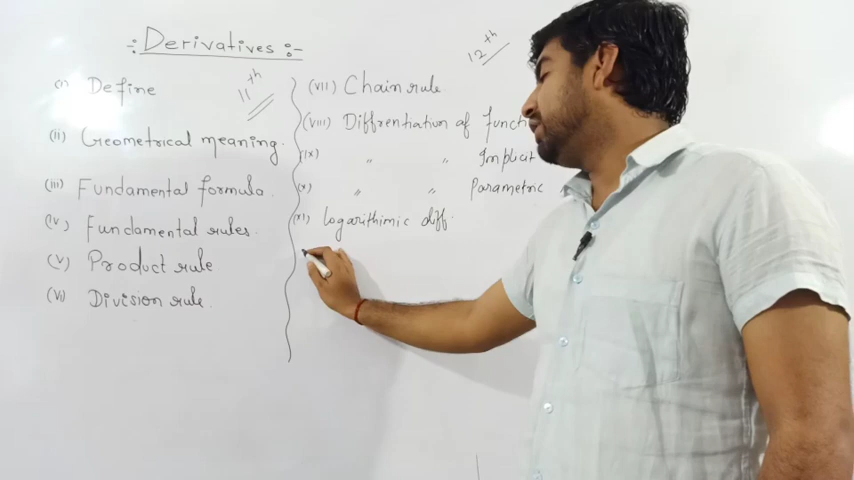 -: Derivatives :-
11th
(i) Define
(ii) Geometrical meaning.
(iii) Fundamental formula
(iv) Fundamental rules.
(v) Product rule
(vi) Division rule.
12th
(vii) Chain rule.
(viii) Diffrentiation of functi
(ix) " " Implicit
(x) " " Parametric
(xi) Logarithimic diff.